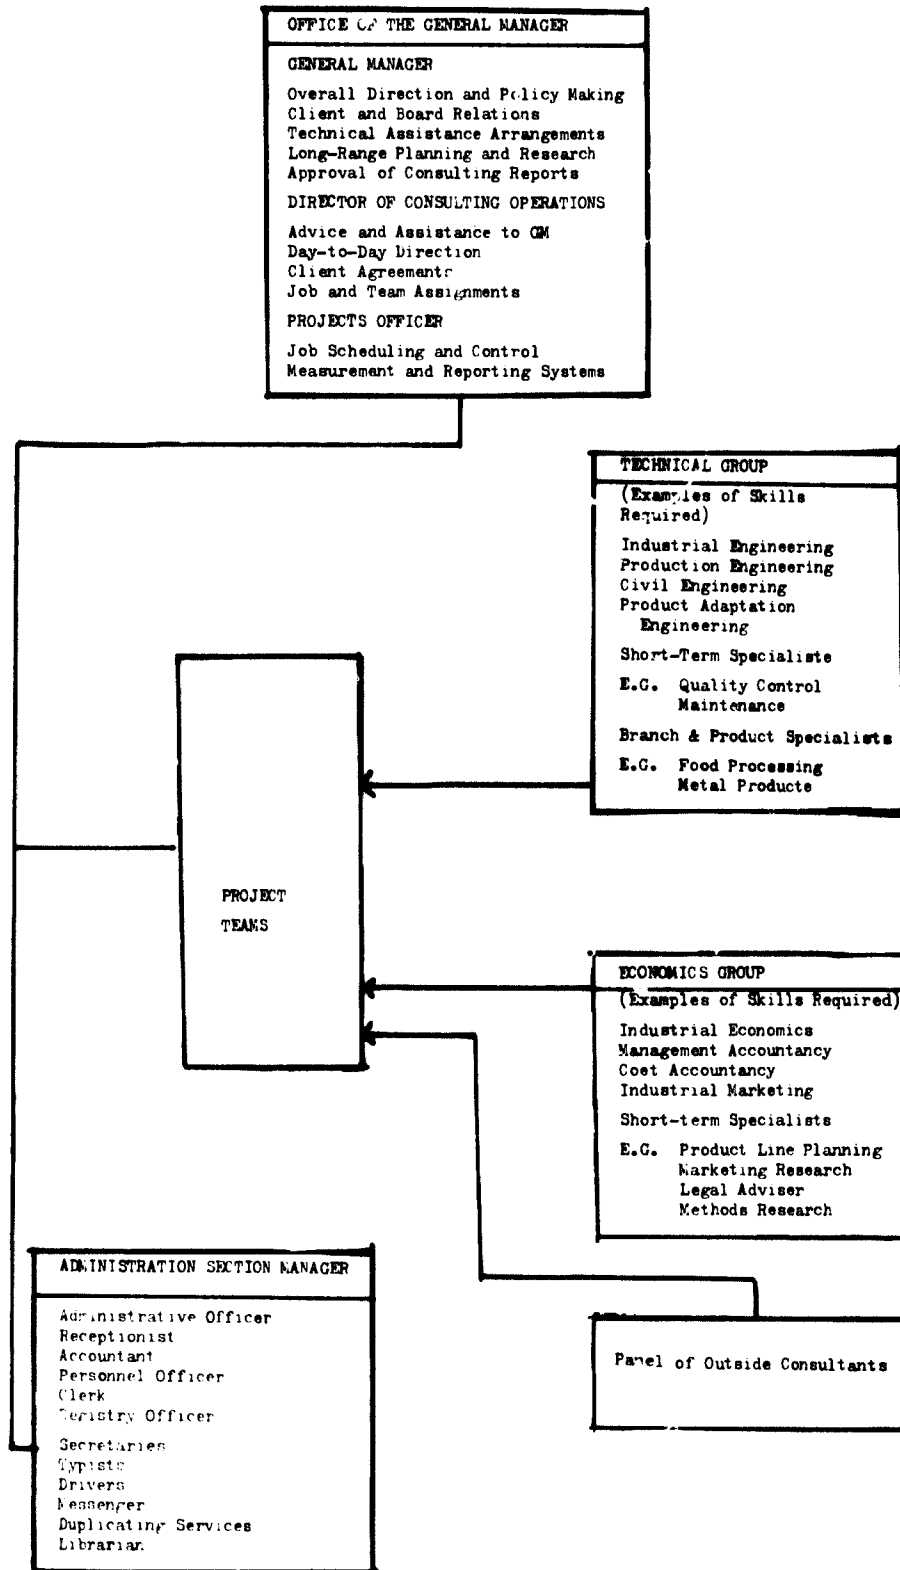 OFFICE OF THE GENERAL MANAGER
GENERAL MANAGER
Overall Direction and Policy Making
Client and Board Relations
Technical Assistance Arrangements
Long-Range Planning and Research
Approval of Consulting Reports
DIRECTOR OF CONSULTING OPERATIONS
Advice and Assistance to GM
Day-to-Day Direction
Client Agreements
Job and Team Assignments
PROJECTS OFFICER
Job Scheduling and Control
Measurement and Reporting Systems
TECHNICAL GROUP
(Examples of Skills
Required)
Industrial Engineering
Production Engineering
Civil Engineering
Product Adaptation
Engineering
Short-Term Specialists
E.G. Quality Control
Maintenance
Branch & Product Specialists
E.G. Food Processing
Metal Products
PROJECT
TEAMS
ECONOMICS GROUP
(Examples of Skills Required)
Industrial Economics
Management Accountancy
Cost Accountancy
Industrial Marketing
Short-term Specialists
E.G. Product Line Planning
Marketing Research
Legal Adviser
Methods Research
ADMINISTRATION SECTION MANAGER
Administrative Officer
Receptionist
Accountant
Personnel Officer
Clerk
Registry Officer
Secretaries
Typists
Drivers
Messenger
Duplicating Services
Librarian
Panel of Outside Consultants